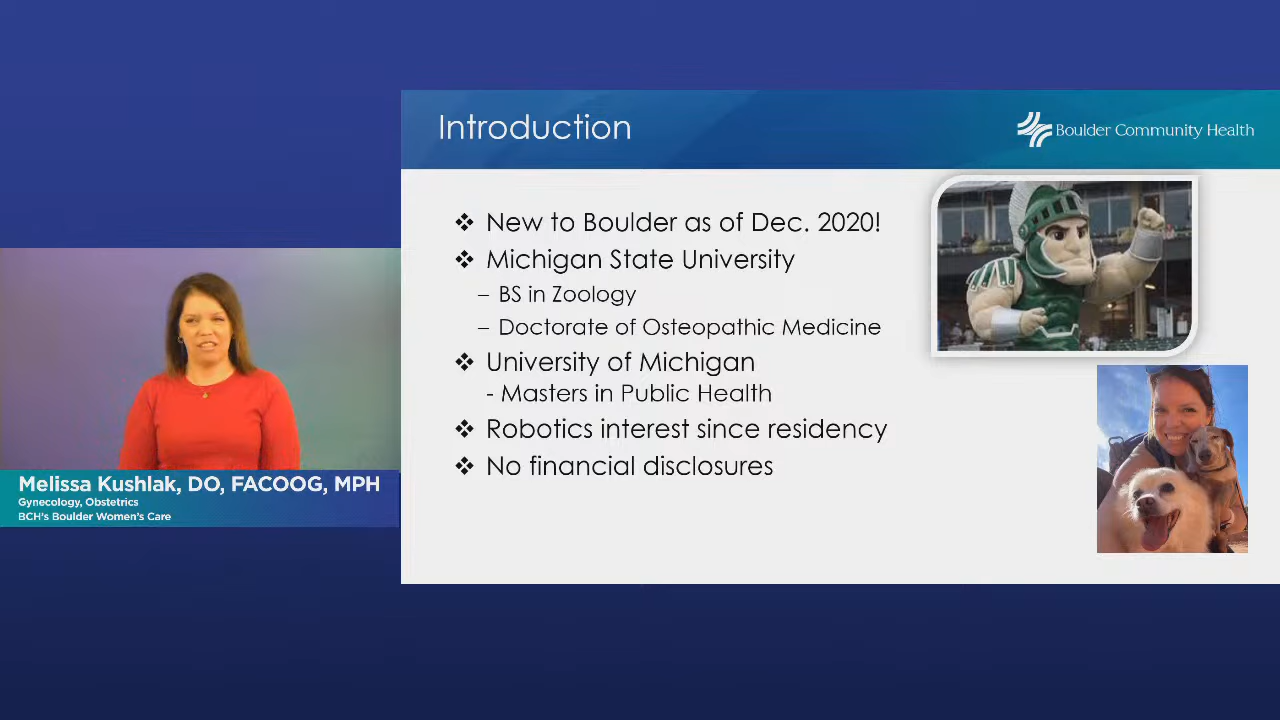 Introduction
Boulder Community Health
❖ New to Boulder as of Dec. 2020!
❖ Michigan State University
– BS in Zoology
– Doctorate of Osteopathic Medicine
❖ University of Michigan
- Masters in Public Health
❖ Robotics interest since residency
❖ No financial disclosures
Melissa Kushlak, DO, FACOOG, MPH
Gynecology, Obstetrics
BCH's Boulder Women's Care